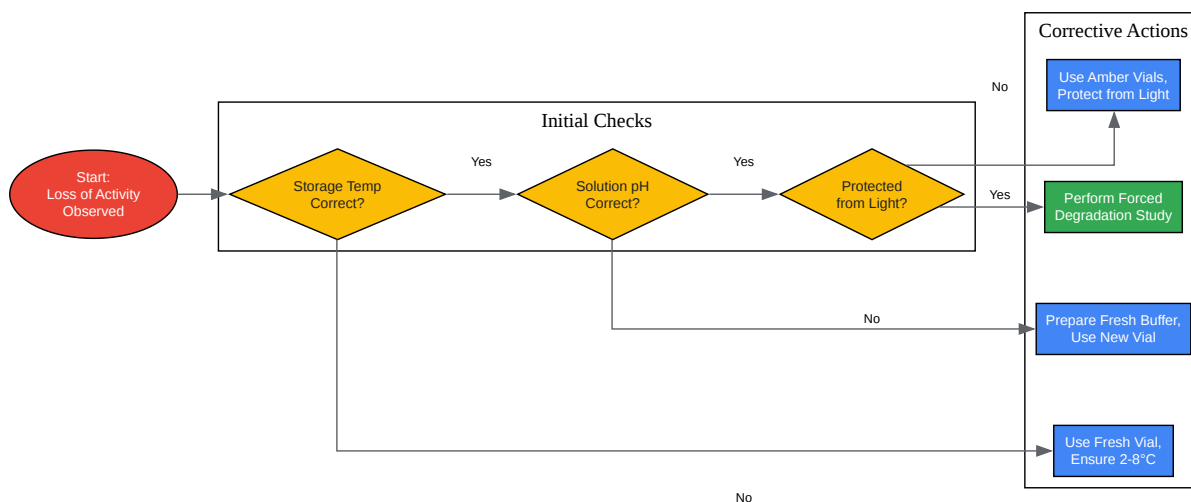 Corrective Actions
No
Use Amber Vials,
Protect from Light
Initial Checks
Start:
Loss of Activity
Observed
Storage Temp
Correct?
Yes
Solution pH
Correct?
Yes
Protected
from Light?
Yes
Perform Forced
Degradation Study
No
Prepare Fresh Buffer,
Use New Vial
Use Fresh Vial,
Ensure 2-8°C
No